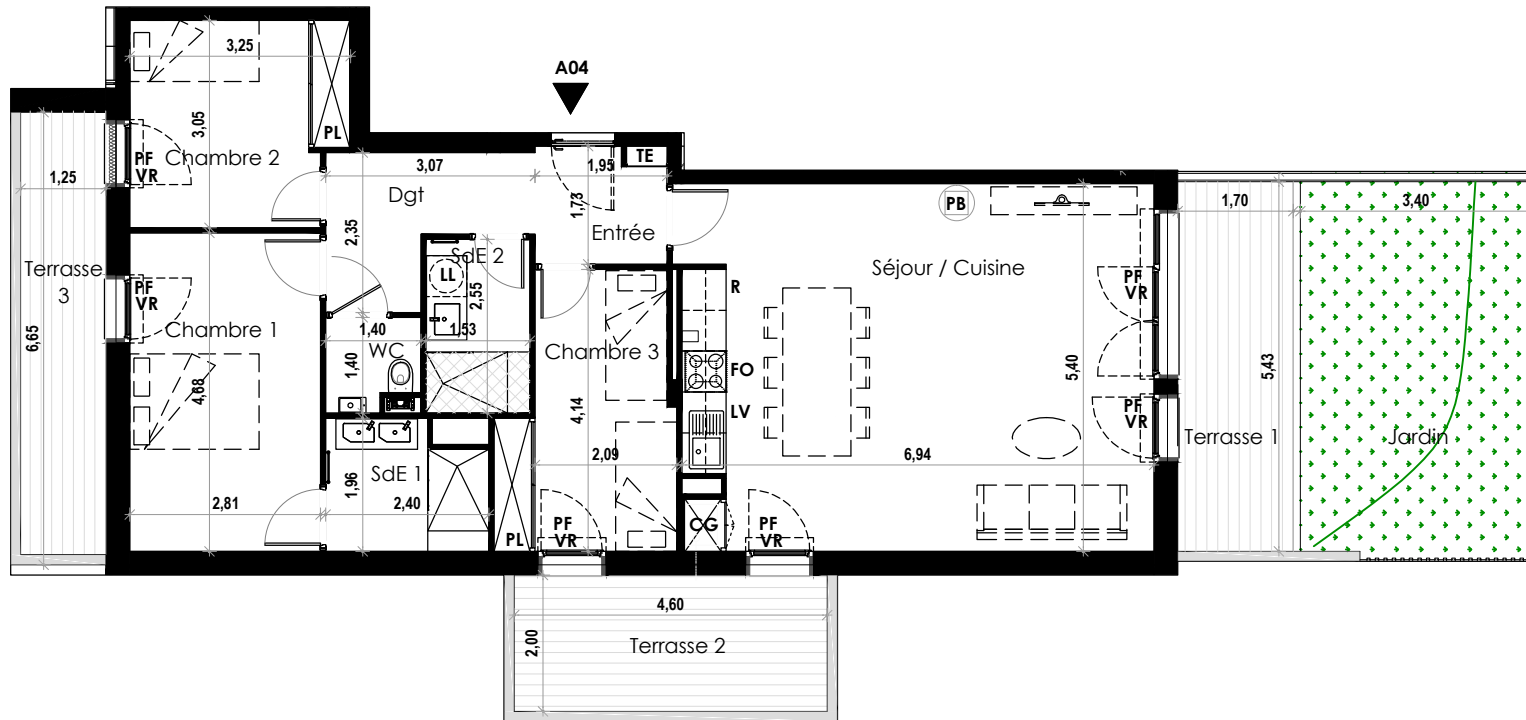 A04
3,25
3,05
PL
Chambre 2
PF
VR
1,25
3,07
Dgt
1,95
TE
1,73
Entrée
PB
1,70
3,40
2,35
SdE 2
LL
2,55
Terrasse
3
PF
VR
Chambre 1
6,65
4,68
1,40
WC
1,40
1,53
Chambre 3
4,14
2,09
R
FO
LV
Séjour / Cuisine
5,40
6,94
PF
VR
PF
VR
Terrasse 1
5,43
Jardin
SdE 1
1,96
2,81
2,40
PL
PF
VR
CG
PF
VR
4,60
2,00
Terrasse 2